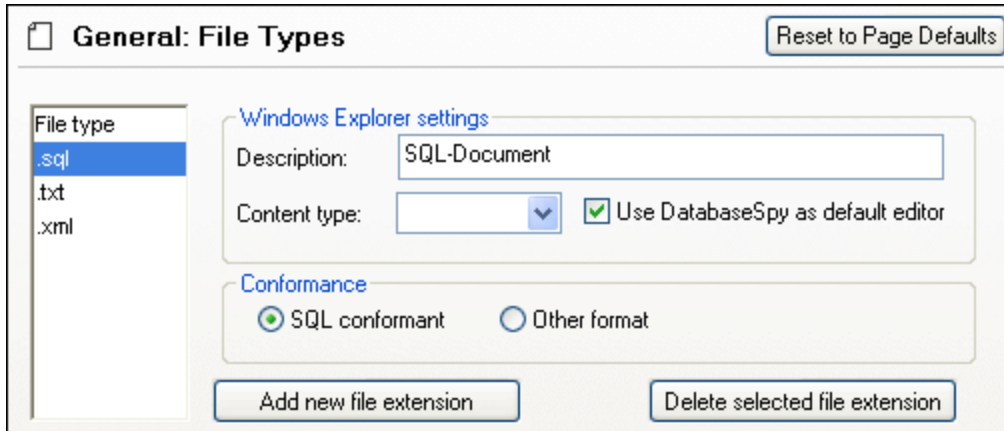 General: File Types
Reset to Page Defaults
File type
.sql
.txt
.xml
Windows Explorer settings
Description:
SQL-Document
Content type:
Use DatabaseSpy as default editor
Conformance
SQL conformant
Other format
Add new file extension
Delete selected file extension